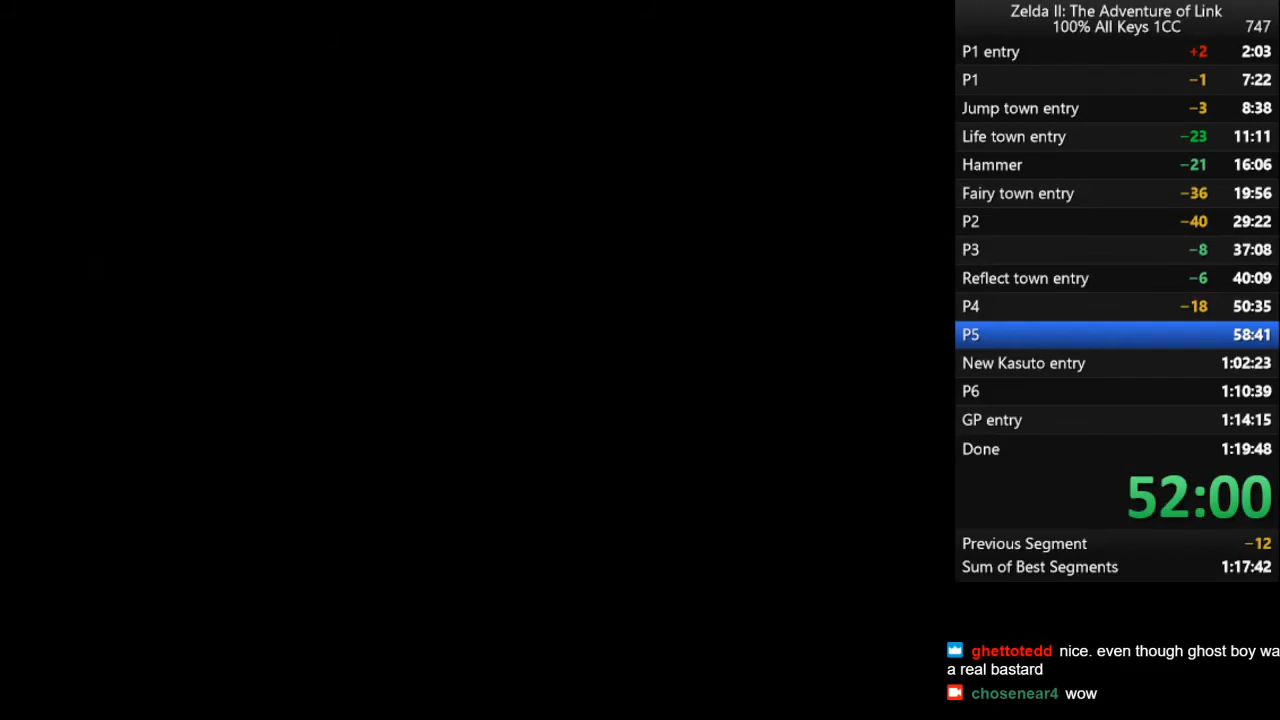 Zelda II: The Adventure of Link
100% All Keys 1CC 747
P1 entry +2 2:03
P1 −1 7:22
Jump town entry −3 8:38
Life town entry −23 11:11
Hammer −21 16:06
Fairy town entry −36 19:56
P2 −40 29:22
P3 −8 37:08
Reflect town entry −6 40:09
P4 −18 50:35
P5 58:41
New Kasuto entry 1:02:23
P6 1:10:39
GP entry 1:14:15
Done 1:19:48
52:00
Previous Segment −12
Sum of Best Segments 1:17:42
ghettotedd nice. even though ghost boy wa
a real bastard
chosenear4 wow